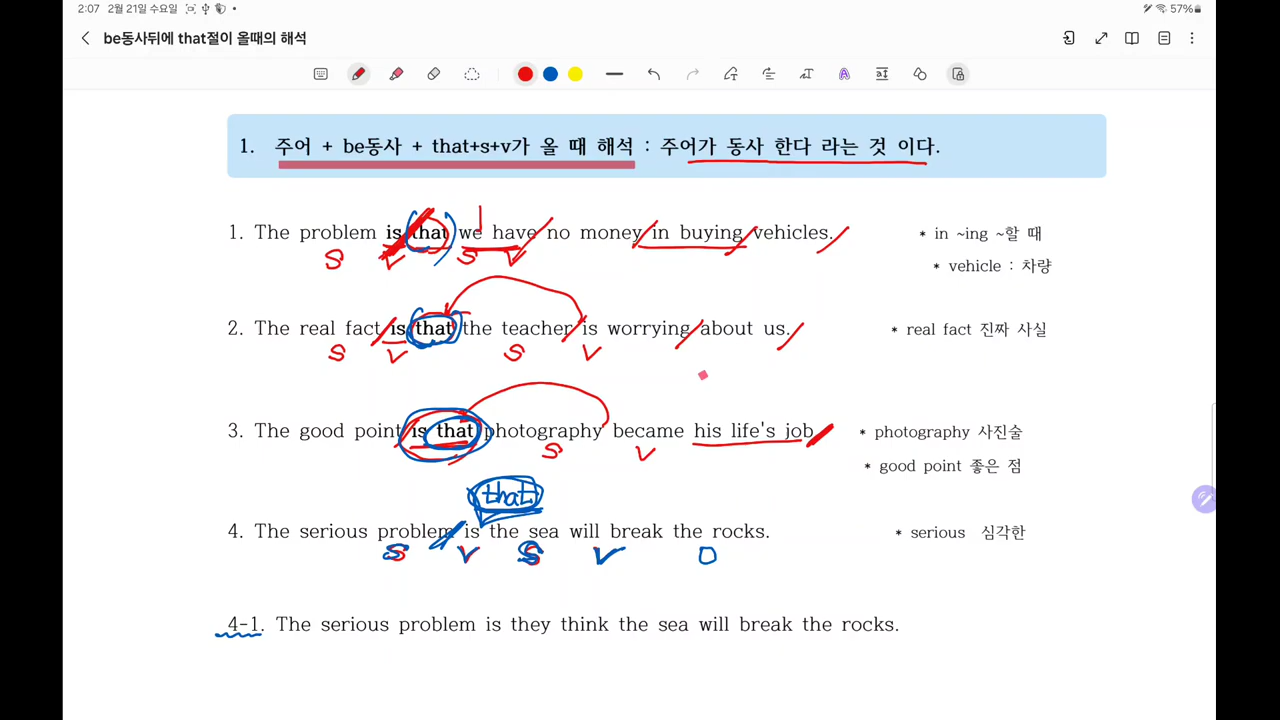 2:07 2월 21일 수요일 57%
be동사뒤에 that절이 올때의 해석
1. 주어 + be동사 + that+s+v가 올 때 해석 : 주어가 동사 한다 라는 것 이다.
1. The problem is that we have no money in buying vehicles. * in ~ing ~할 때
S V S V * vehicle : 차량
2. The real fact is that the teacher is worrying about us. * real fact 진짜 사실
S V S V
3. The good point is that photography became his life's job * photography 사진술
S V
* good point 좋은 점
that
4. The serious problem is the sea will break the rocks. * serious 심각한
S V S V O
4-1. The serious problem is they think the sea will break the rocks.